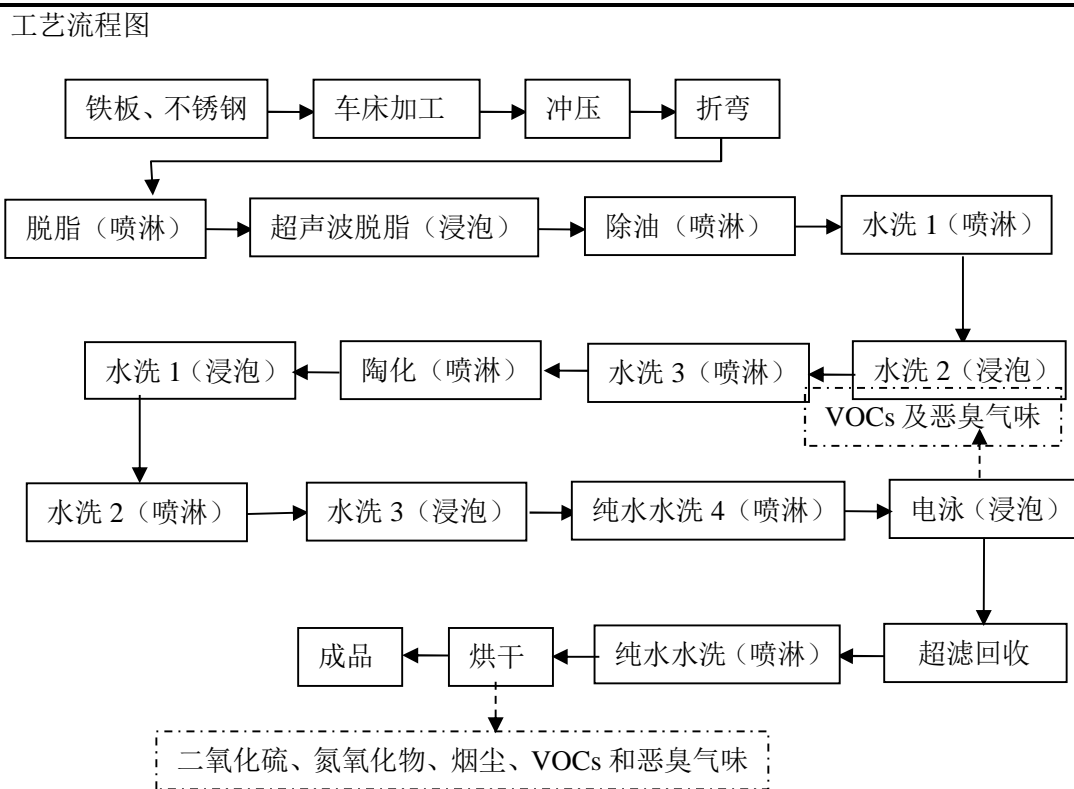 工艺流程图
铁板、不锈钢
车床加工
冲压
折弯
脱脂（喷淋）
超声波脱脂（浸泡）
除油（喷淋）
水洗 1（喷淋）
水洗 1（浸泡）
陶化（喷淋）
水洗 3（喷淋）
水洗 2（浸泡）
VOCs 及恶臭气味
水洗 2（喷淋）
水洗 3（浸泡）
纯水水洗 4（喷淋）
电泳（浸泡）
成品
烘干
纯水水洗（喷淋）
超滤回收
二氧化硫、氮氧化物、烟尘、VOCs 和恶臭气味